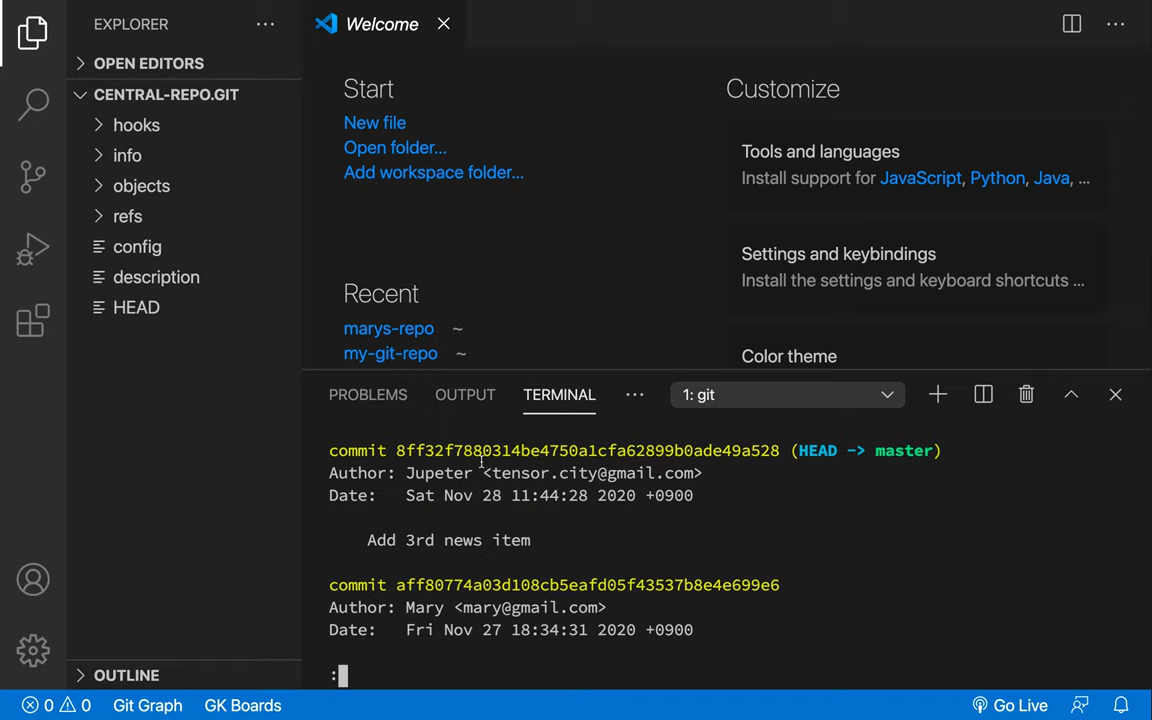 EXPLORER
OPEN EDITORS
CENTRAL-REPO.GIT
hooks
info
objects
refs
config
description
HEAD
OUTLINE
Welcome
Start
New file
Open folder...
Add workspace folder...
Recent
marys-repo ~
my-git-repo ~
Customize
Tools and languages
Install support for JavaScript, Python, Java, ...
Settings and keybindings
Install the settings and keyboard shortcuts ...
Color theme
PROBLEMS OUTPUT TERMINAL ... 1: git
commit 8ff32f7880314be4750a1cfa62899b0ade49a528 (HEAD -> master)
Author: Jupeter <tensor.city@gmail.com>
Date: Sat Nov 28 11:44:28 2020 +0900
Add 3rd news item
commit aff80774a03d108cb5eafd05f43537b8e4e699e6
Author: Mary <mary@gmail.com>
Date: Fri Nov 27 18:34:31 2020 +0900
:
0 0 Git Graph GK Boards Go Live